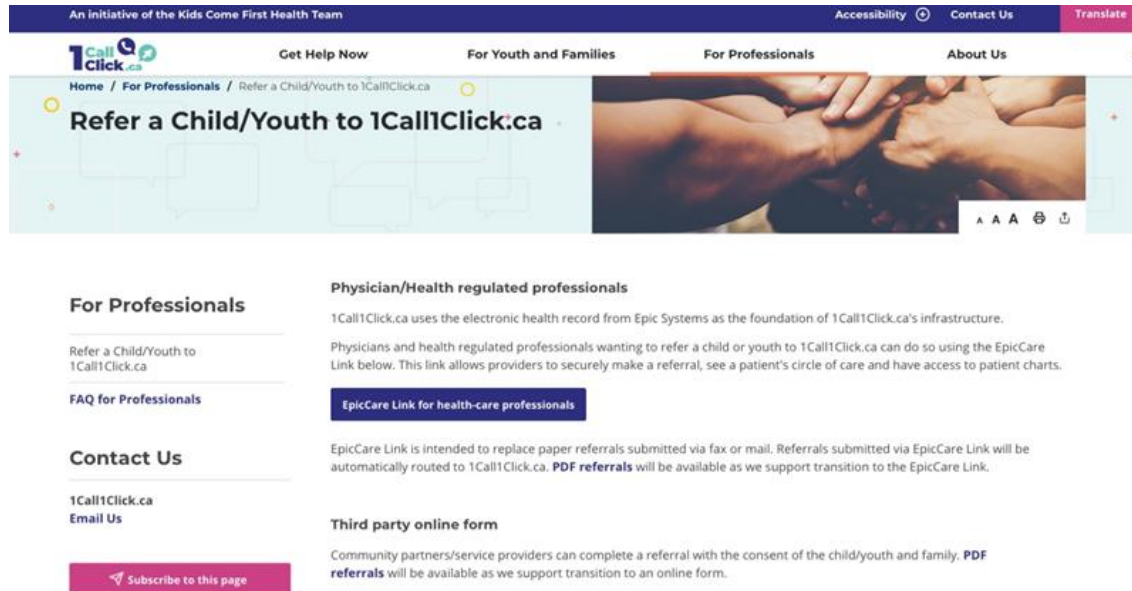 An initiative of the Kids Come First Health Team
Accessibility
Contact Us
Translate
1Call
Click.ca
Get Help Now
For Youth and Families
For Professionals
About Us
Home / For Professionals / Refer a Child/Youth to 1Call1Click.ca
Refer a Child/Youth to 1Call1Click.ca
A A A
For Professionals
Refer a Child/Youth to
1Call1Click.ca
FAQ for Professionals
Contact Us
1Call1Click.ca
Email Us
Subscribe to this page
Physician/Health regulated professionals
1Call1Click.ca uses the electronic health record from Epic Systems as the foundation of 1Call1Click.ca's infrastructure.
Physicians and health regulated professionals wanting to refer a child or youth to 1Call1Click.ca can do so using the EpicCare
Link below. This link allows providers to securely make a referral, see a patient's circle of care and have access to patient charts.
EpicCare Link for health-care professionals
EpicCare Link is intended to replace paper referrals submitted via fax or mail. Referrals submitted via EpicCare Link will be
automatically routed to 1Call1Click.ca. PDF referrals will be available as we support transition to the EpicCare Link.
Third party online form
Community partners/service providers can complete a referral with the consent of the child/youth and family. PDF
referrals will be available as we support transition to an online form.